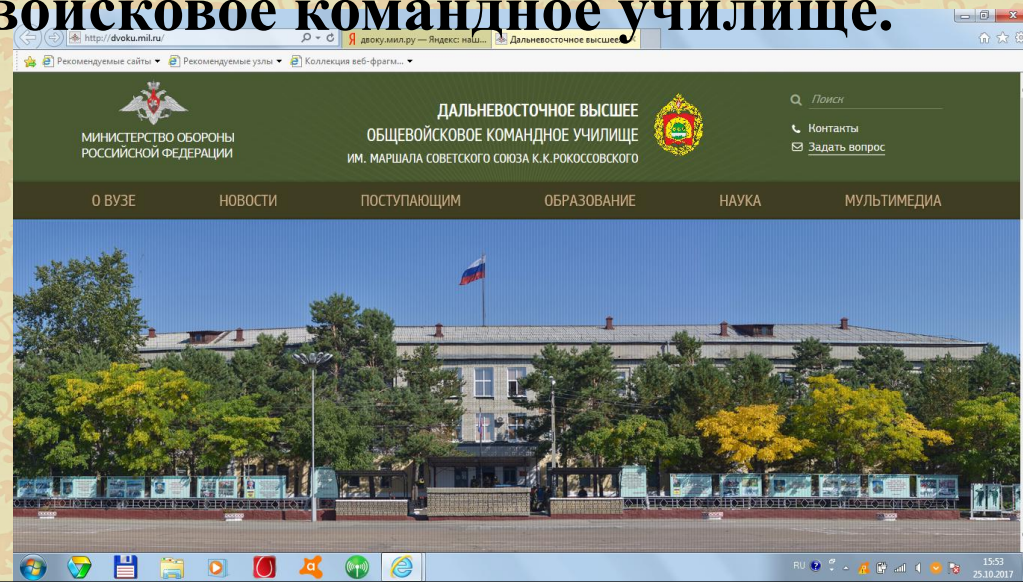 войсковое командное училище.
http://dvoku.mil.ru/
двоку.мил.ру — Яндекс: наш...
Дальневосточное высшее
Рекомендуемые сайты
Рекомендуемые узлы
Коллекция веб-фрагм...
МИНИСТЕРСТВО ОБОРОНЫ
РОССИЙСКОЙ ФЕДЕРАЦИИ
ДАЛЬНЕВОСТОЧНОЕ ВЫСШЕЕ
ОБЩЕВОЙСКОВОЕ КОМАНДНОЕ УЧИЛИЩЕ
ИМ. МАРШАЛА СОВЕТСКОГО СОЮЗА К.К.РОКОССОВСКОГО
Поиск
Контакты
Задать вопрос
О ВУЗЕ
НОВОСТИ
ПОСТУПАЮЩИМ
ОБРАЗОВАНИЕ
НАУКА
МУЛЬТИМЕДИА
RU
15:53
25.10.2017